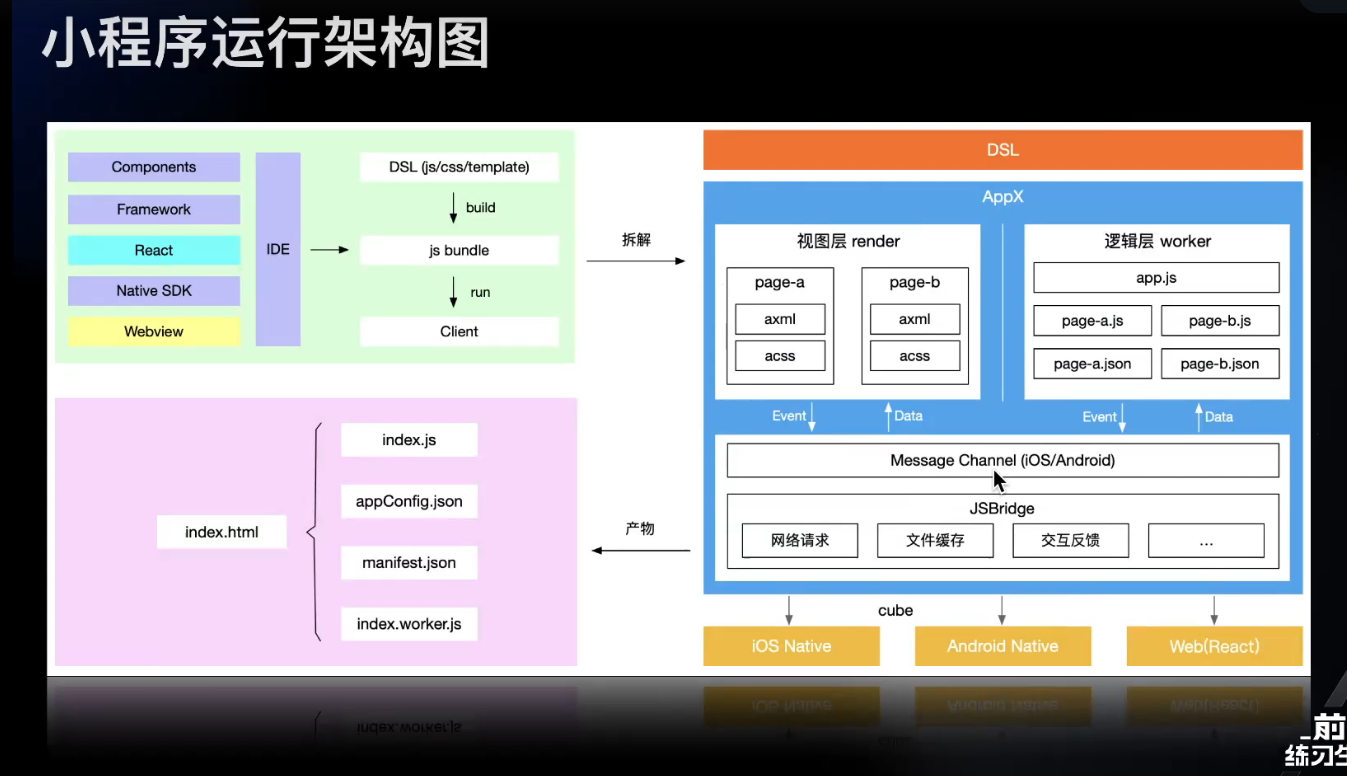 小程序运行架构图
Components
Framework
React
Native SDK
Webview
IDE
DSL (js/css/template)
build
js bundle
run
Client
拆解
DSL
AppX
视图层 render
page-a
axml
acss
page-b
axml
acss
逻辑层 worker
app.js
page-a.js
page-b.js
page-a.json
page-b.json
Event
Data
Event
Data
Message Channel (iOS/Android)
JSBridge
网络请求
文件缓存
交互反馈
...
cube
iOS Native
Android Native
Web(React)
产物
index.html
index.js
appConfig.json
manifest.json
index.worker.js
_前
练习生